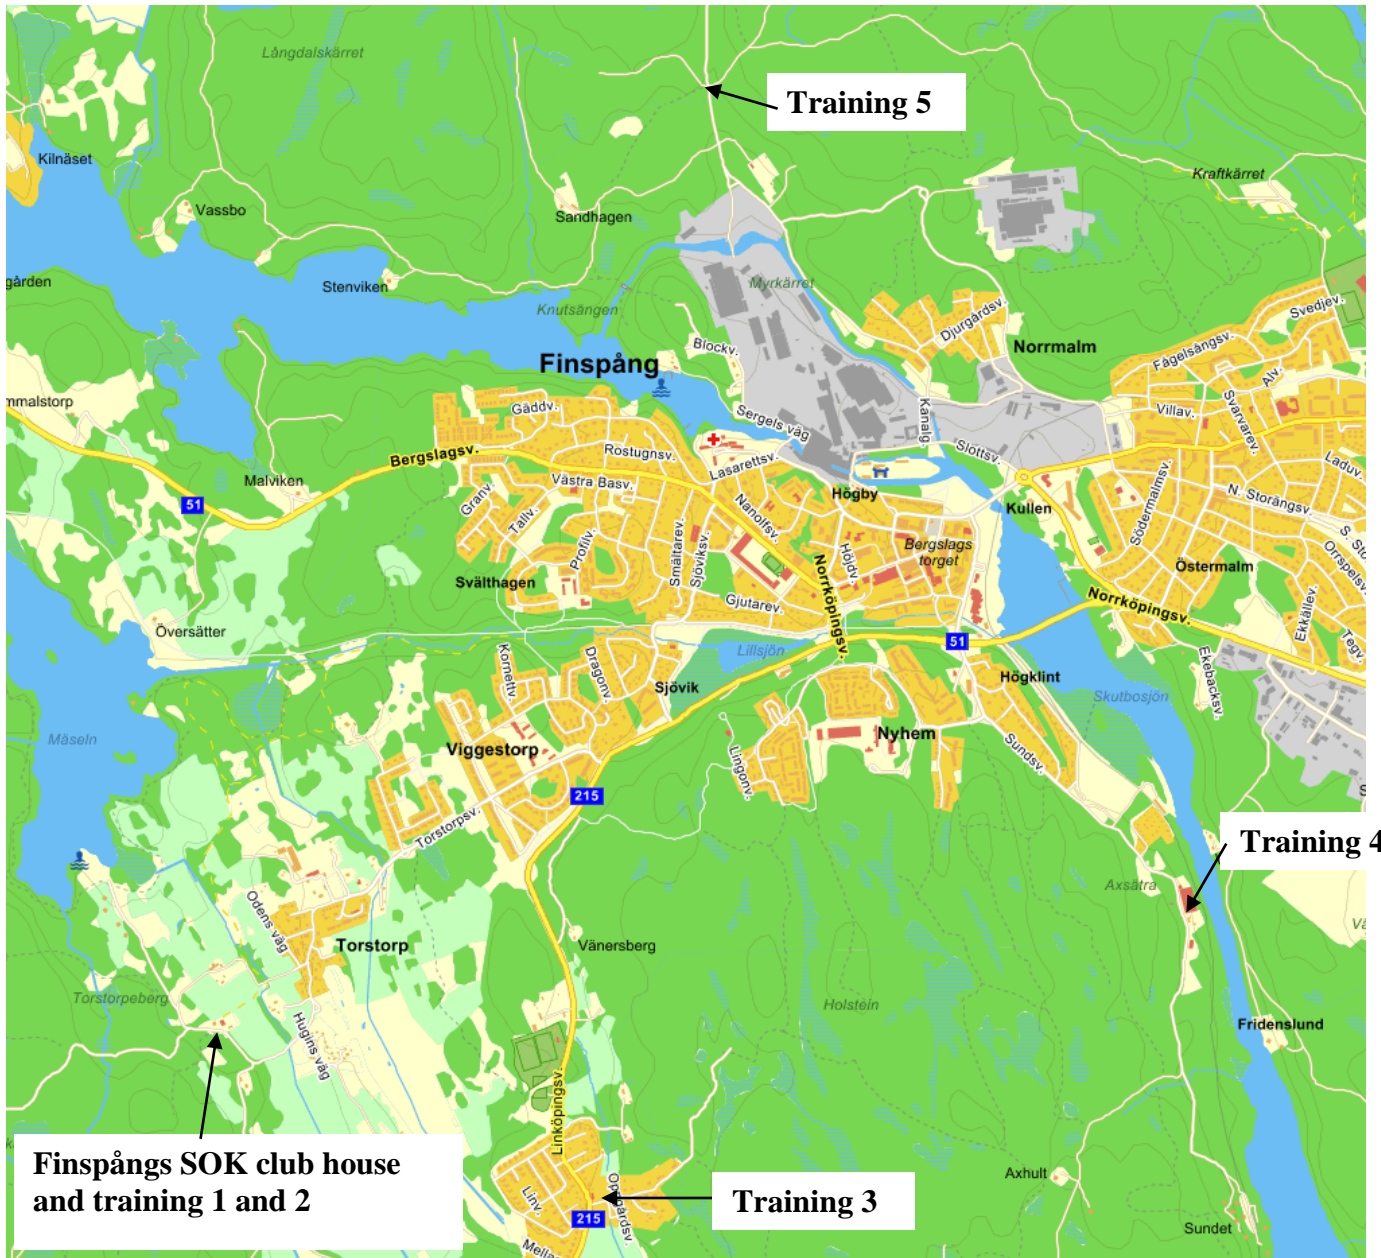 Långdalskärret
Training 5
Kilnäset
Kraftkärret
Vassbo
Sandhagen
gården
Stenviken
Myrkärret
Knutsängen
Svedjev.
Djurgårdsv.
Norrmalm
Fågelsångsv.
Blockv.
Finspång
Alv.
mmalstorp
Gäddv.
Sergels väg
Kanalg.
Villav.
Svarvarev.
Bergslagsv.
Rostugnsv.
Lasarettsv.
Slottsv.
Laduv.
Malviken
Västra Basv.
Högby
Kullen
N. Storångsv.
51
Granv.
Tallv.
Nanolfsv.
Södermalmsv.
S. Sto
Profilv.
Smältarev.
Sjöviksv.
Höjdv.
Bergslags
torget
Orrspelsv.
Svälthagen
Östermalm
Norrköpingsv.
Gjutarev.
Norrköpingsv.
Översätter
51
Ekkällev.
Tegv.
Lillsjön
Kornettv.
Dragonv.
Sjövik
Högklint
Ekebacksv.
Skutbosjön
Mäseln
Viggestorp
Nyhem
Sundsv.
Lingonv.
215
S
Torstorpsv.
Training 4
Axsätra
Odens väg
Torstorp
Vänersberg
Vå
Torstorpeberg
Holstein
Hugins väg
Fridenslund
Linköpingsv.
Finspångs SOK club house
and training 1 and 2
Axhult
Training 3
Linv.
215
Sundet
Mella